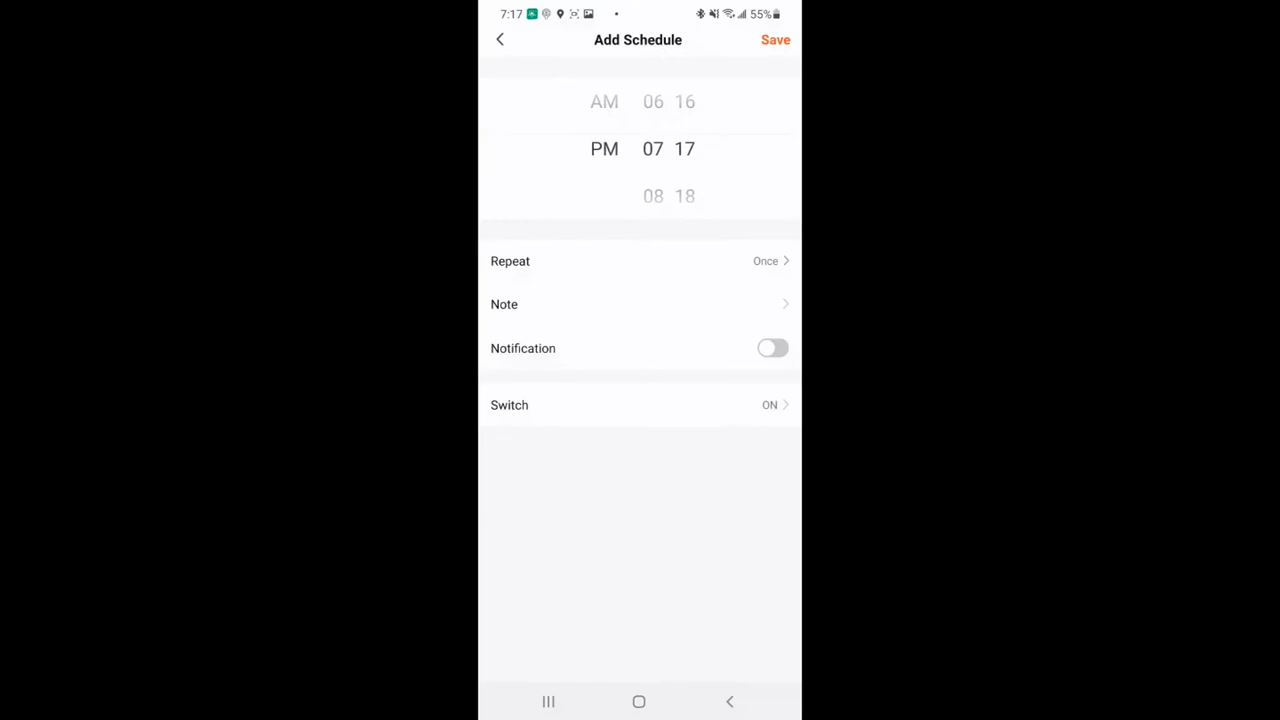 7:17 55%
Add Schedule Save
AM 06 16
PM 07 17
08 18
Repeat Once
Note
Notification
Switch ON